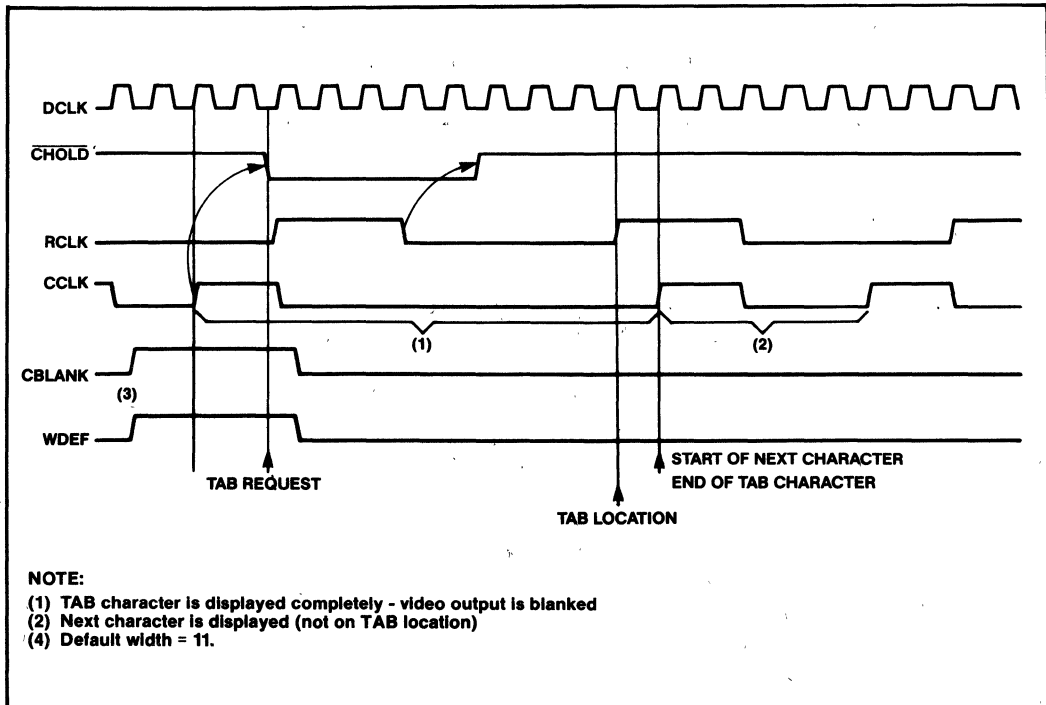 DCLK
CHOLD
RCLK
CCLK
(1)
(2)
CBLANK
(3)
WDEF
TAB REQUEST
START OF NEXT CHARACTER
END OF TAB CHARACTER
TAB LOCATION
NOTE:
(1) TAB character is displayed completely - video output is blanked
(2) Next character is displayed (not on TAB location)
(4) Default width = 11.